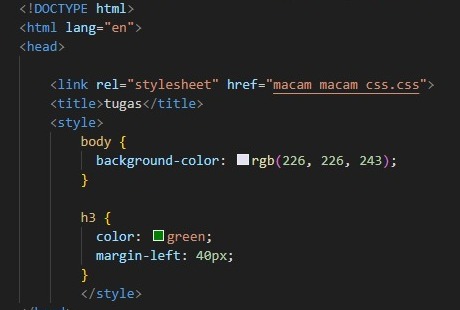 <!DOCTYPE html>
<html lang="en">
<head>
<link rel="stylesheet" href="macam macam css.css">
<title>tugas</title>
<style>
body {
background-color: rgb(226, 226, 243);
}
h3 {
color: green;
margin-left: 40px;
}
</style>